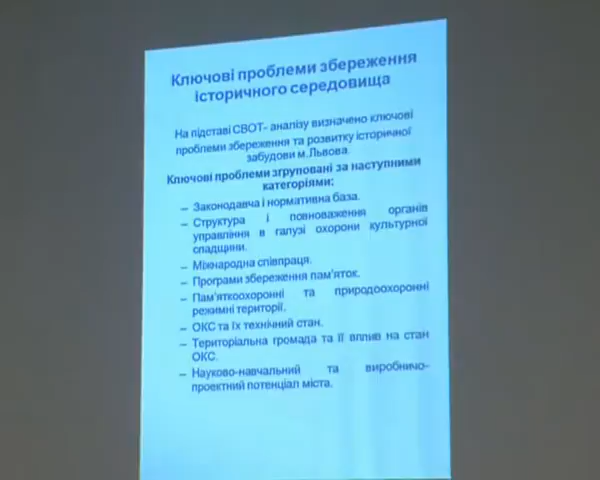 Ключові проблеми збереження
історичного середовища
На підставі СВОТ- аналізу визначено ключові
проблеми збереження та розвитку історичної
забудови м.Львова.
Ключові проблеми згруповані за наступними
категоріями:
– Законодавча і нормативна база.
– Структура і повноваження органів
управління в галузі охорони культурної
спадщини.
– Міжнародна співпраця.
– Програми збереження пам'яток.
– Пам'яткоохоронні та природоохоронні
режимні території.
– ОКС та їх технічний стан.
– Територіальна громада та її вплив на стан
ОКС.
– Науково-навчальний та виробничо-
проектний потенціал міста.